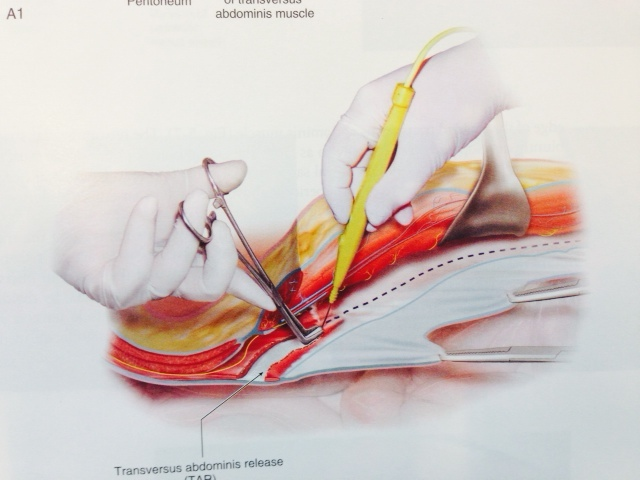 A1
Peritoneum
of transversus
abdominis muscle
Transversus abdominis release
(TAR)